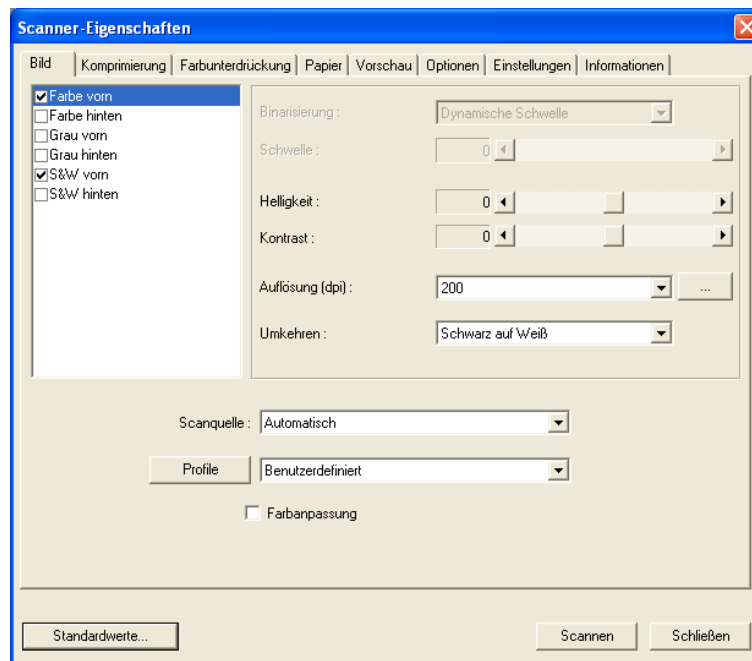 Scanner-Eigenschaften
Bild Komprimierung Farbunterdrückung Papier Vorschau Optionen Einstellungen Informationen
Farbe vorn
Farbe hinten
Grau vorn
Grau hinten
S&W vorn
S&W hinten
Binarisierung : Dynamische Schwelle
Schwelle : 0
Helligkeit : 0
Kontrast : 0
Auflösung (dpi) : 200 ...
Umkehren : Schwarz auf Weiß
Scanquelle : Automatisch
Profile Benutzerdefiniert
Farbanpassung
Standardwerte... Scannen Schließen